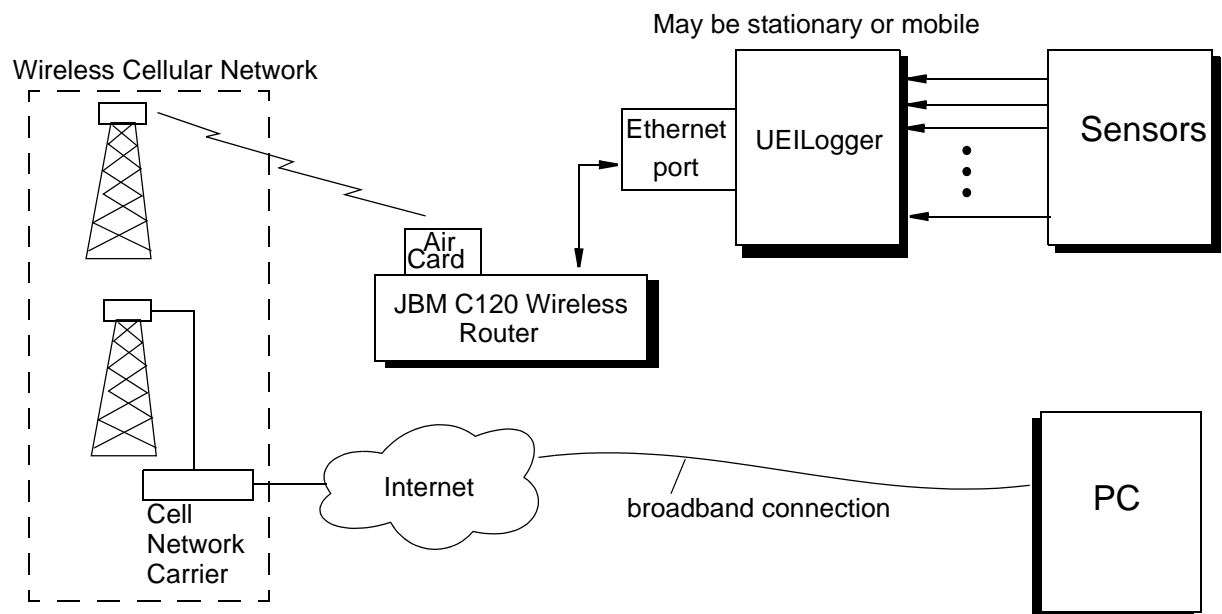 May be stationary or mobile
Wireless Cellular Network
Ethernet
port
UEILogger
Sensors
Air
Card
JBM C120 Wireless
Router
Internet
broadband connection
PC
Cell
Network
Carrier